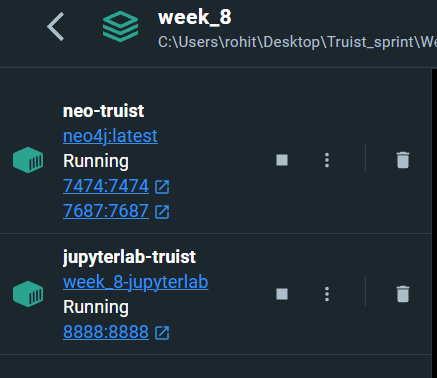 week_8
C:\Users\rohit\Desktop\Truist_sprint\We
neo-truist
neo4j:latest
Running
7474:7474
7687:7687
jupyterlab-truist
week_8-jupyterlab
Running
8888:8888